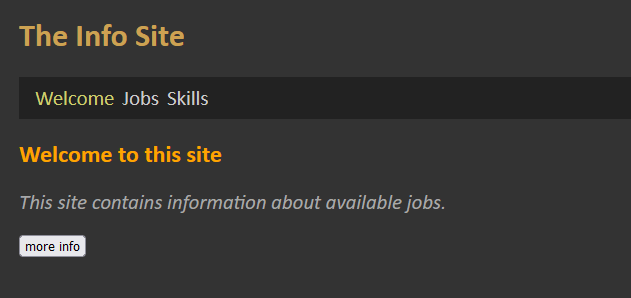 The Info Site
Welcome Jobs Skills
Welcome to this site
This site contains information about available jobs.
more info